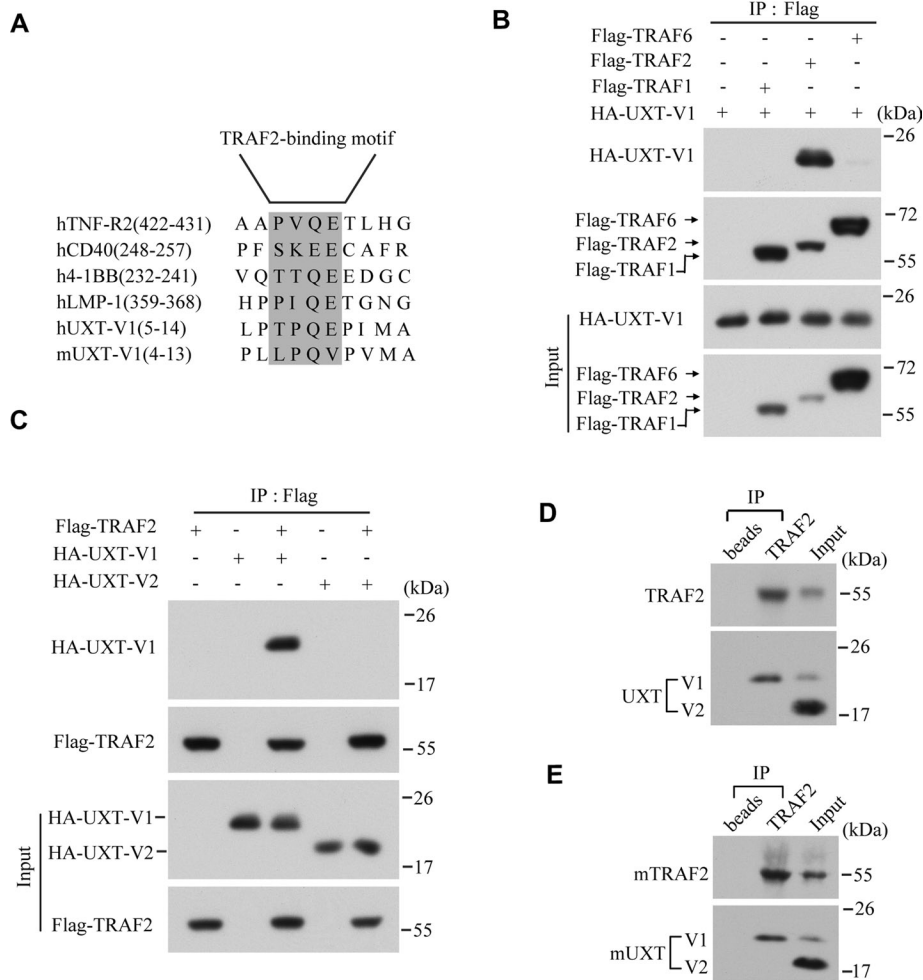 A
TRAF2-binding motif
hTNF-R2(422-431) A A P V Q E T L H G
hCD40(248-257) P F S K E E C A F R
h4-1BB(232-241) V Q T T Q E E D G C
hLMP-1(359-368) H P P I Q E T G N G
hUXT-V1(5-14) L P T P Q E P I M A
mUXT-V1(4-13) P L L P Q V P V M A
B
IP : Flag
Flag-TRAF6 - - - +
Flag-TRAF2 - - + -
Flag-TRAF1 - + - -
HA-UXT-V1 + + + + (kDa)
HA-UXT-V1 -26
Flag-TRAF6 -72
Flag-TRAF2
Flag-TRAF1 -55
Input
HA-UXT-V1 -26
Flag-TRAF6 -72
Flag-TRAF2
Flag-TRAF1 -55
C
IP : Flag
Flag-TRAF2 + - + - +
HA-UXT-V1 - + + - -
HA-UXT-V2 - - - + + (kDa)
HA-UXT-V1 -26
-17
Flag-TRAF2 -55
Input
HA-UXT-V1 -26
HA-UXT-V2 -17
Flag-TRAF2 -55
D
IP
beads TRAF2 Input (kDa)
TRAF2 -55
-26
UXT V1
V2 -17
E
IP
beads TRAF2 Input (kDa)
mTRAF2 -55
-26
mUXT V1
V2 -17